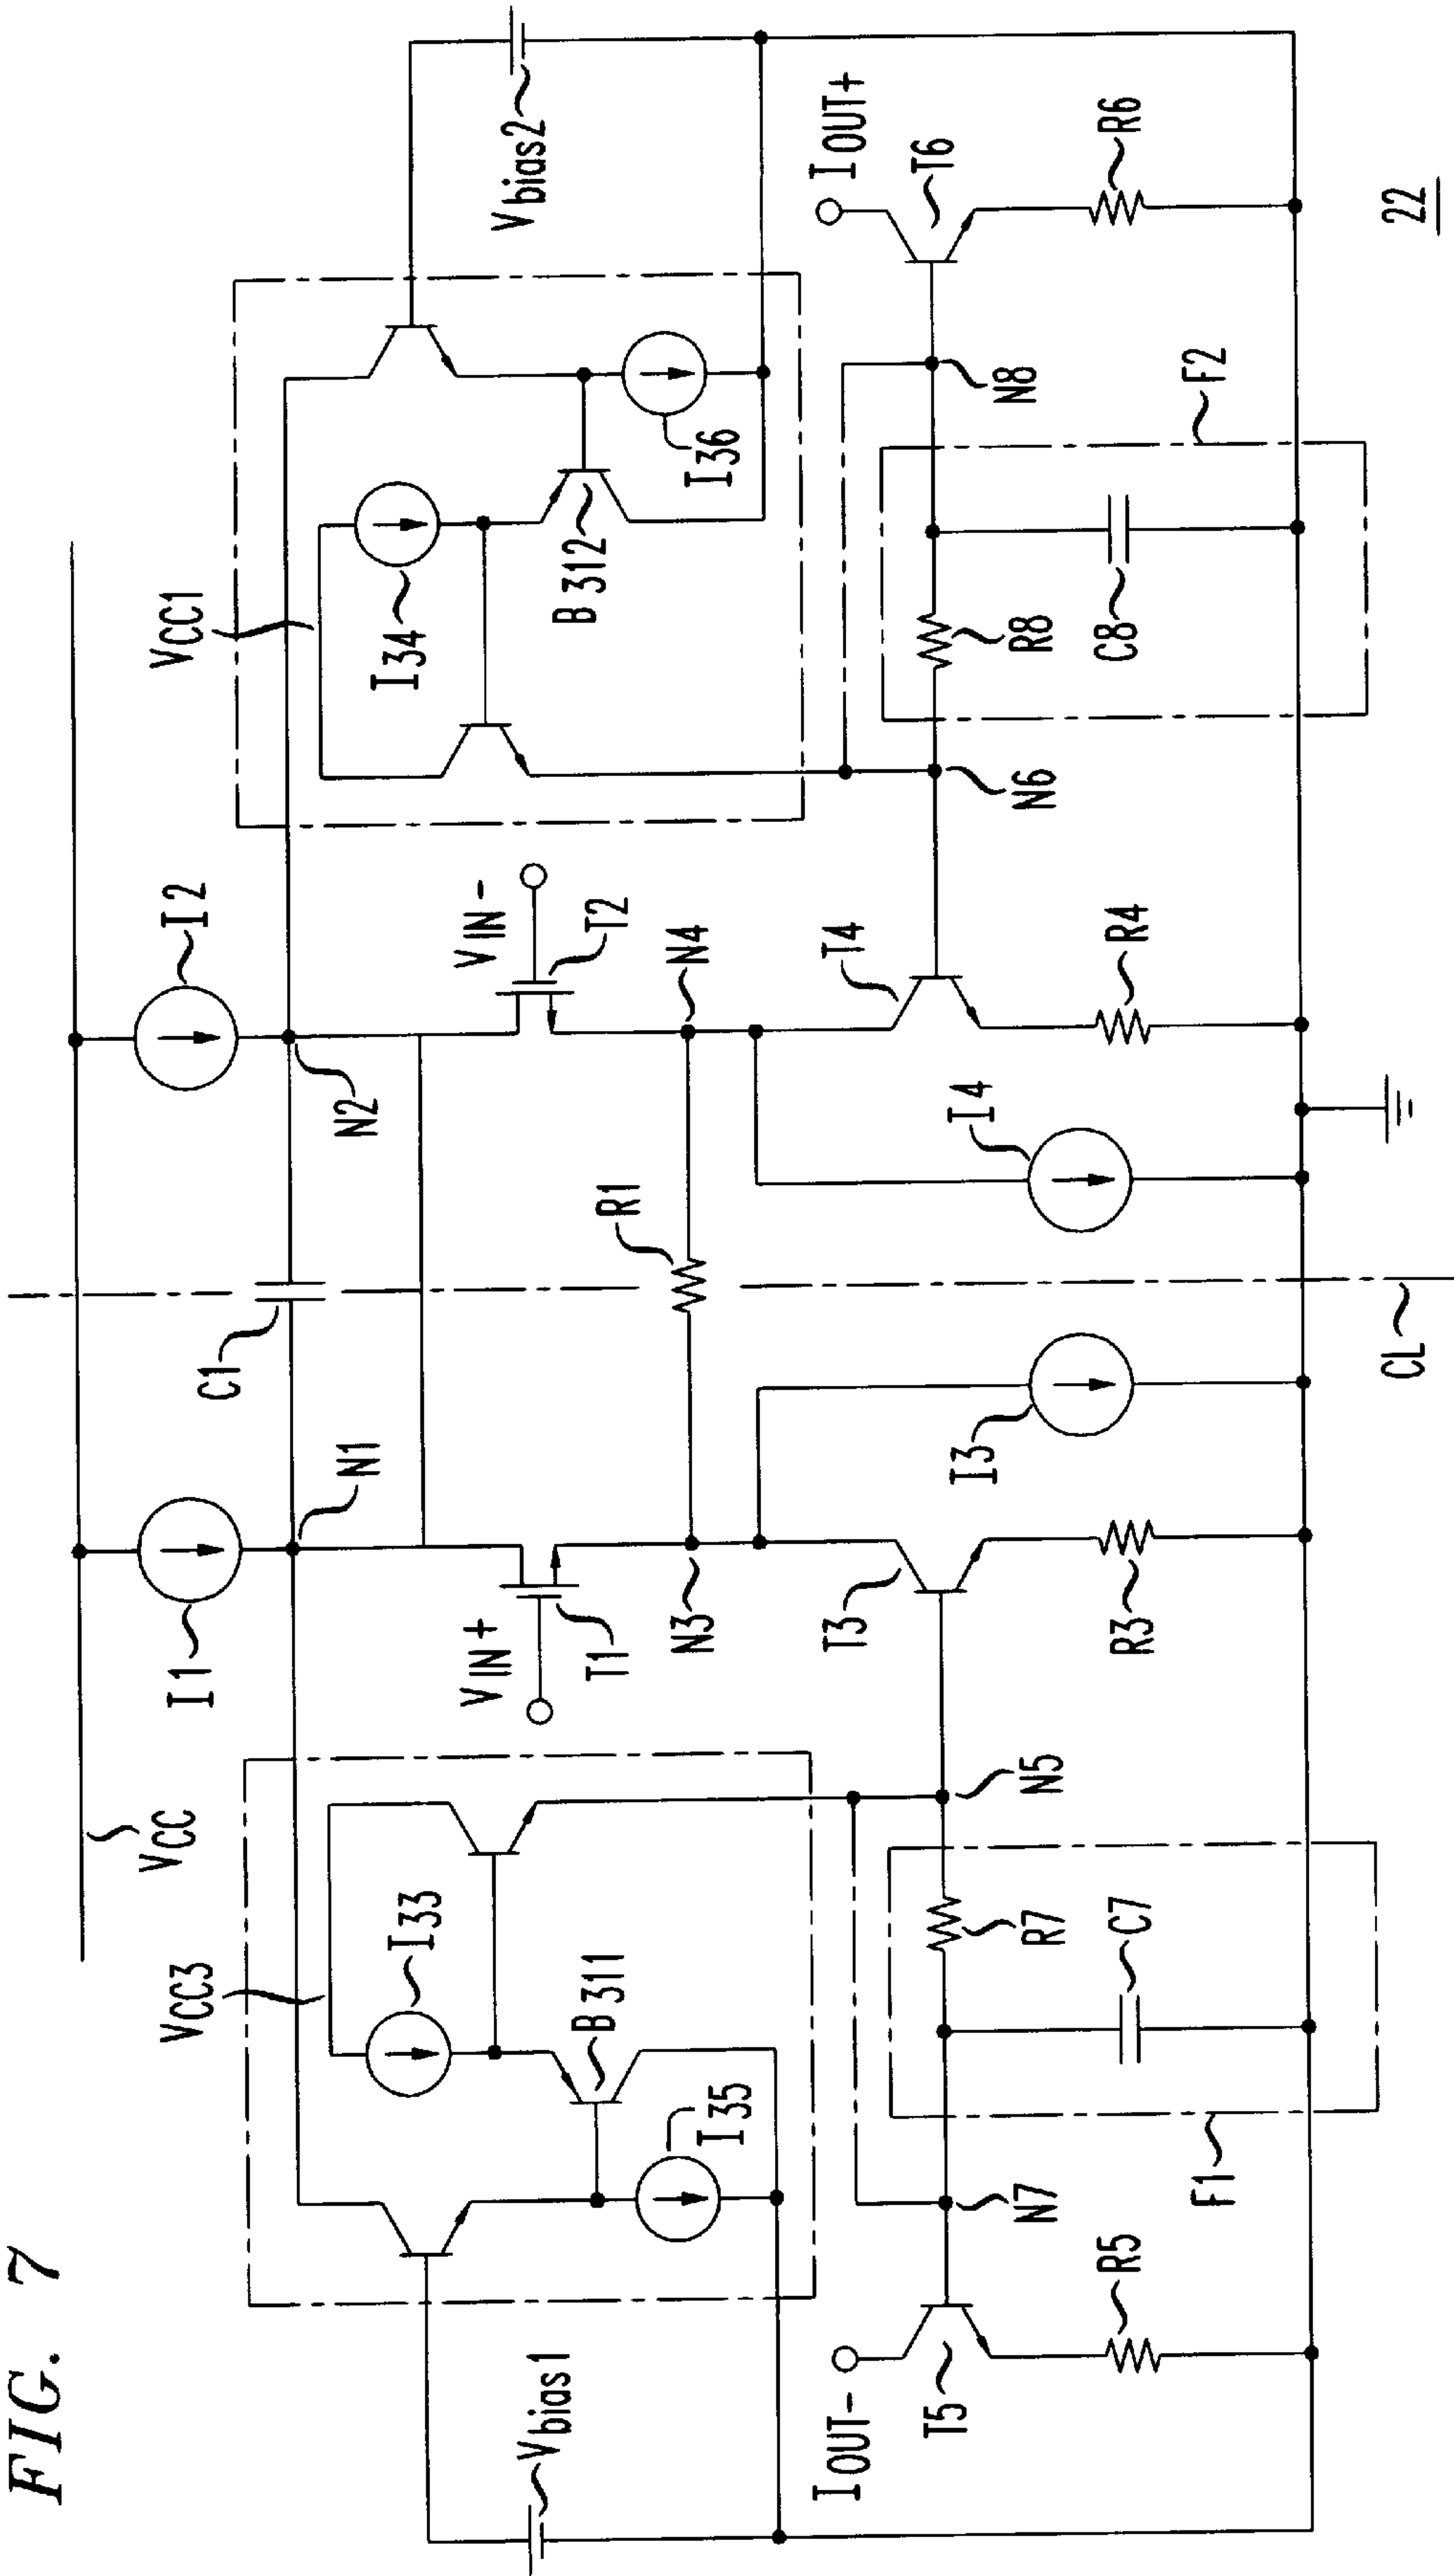 FIG. 7
VCC
I1
I2
N1
C1
N2
VCC3
I33
B311
I35
Vbias1
VCC1
I34
B312
I36
Vbias2
VIN+
T1
VIN-
T2
N3
R1
N4
T3
I3
I4
T4
R3
R4
N5
R7
C7
F1
N7
IOUT-
T5
R5
N6
R8
C8
F2
N8
IOUT+
T6
R6
CL
22